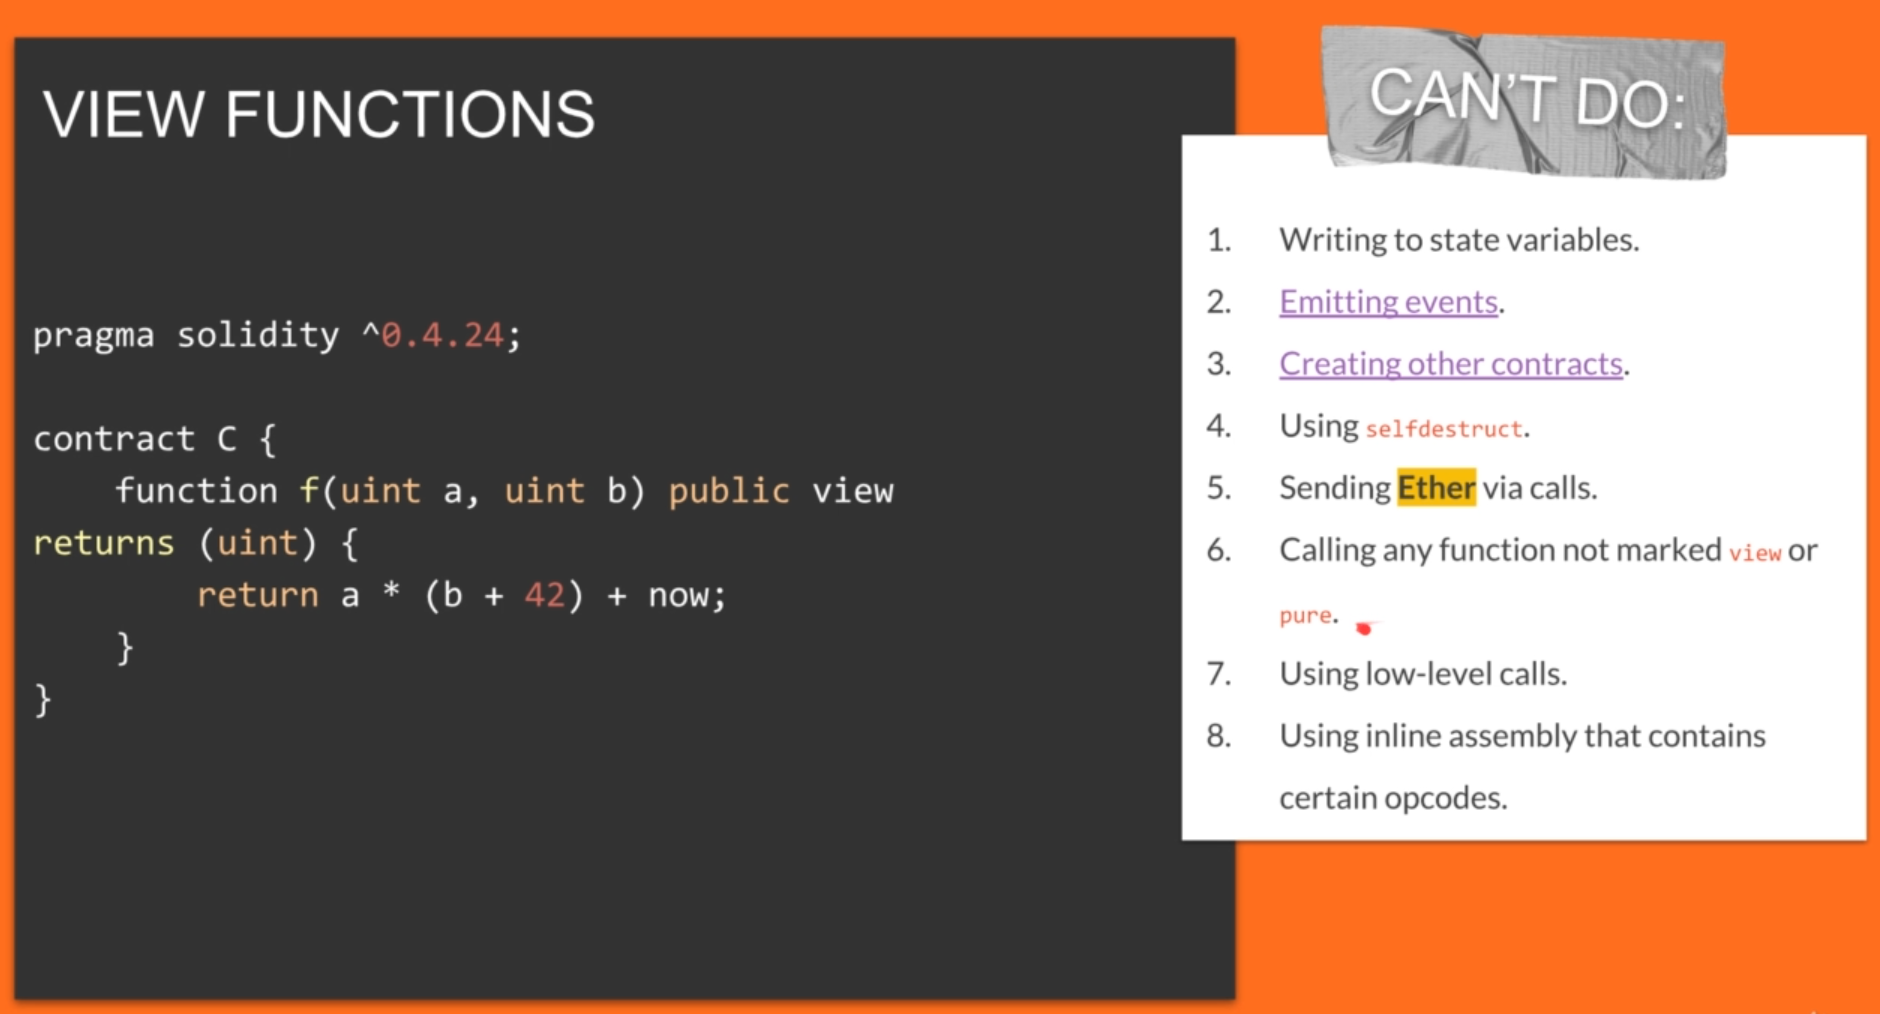 VIEW FUNCTIONS
pragma solidity ^0.4.24;
contract C {
    function f(uint a, uint b) public view
returns (uint) {
        return a * (b + 42) + now;
    }
}
CAN'T DO:
1. Writing to state variables.
2. Emitting events.
3. Creating other contracts.
4. Using selfdestruct.
5. Sending Ether via calls.
6. Calling any function not marked view or
pure.
7. Using low-level calls.
8. Using inline assembly that contains
certain opcodes.